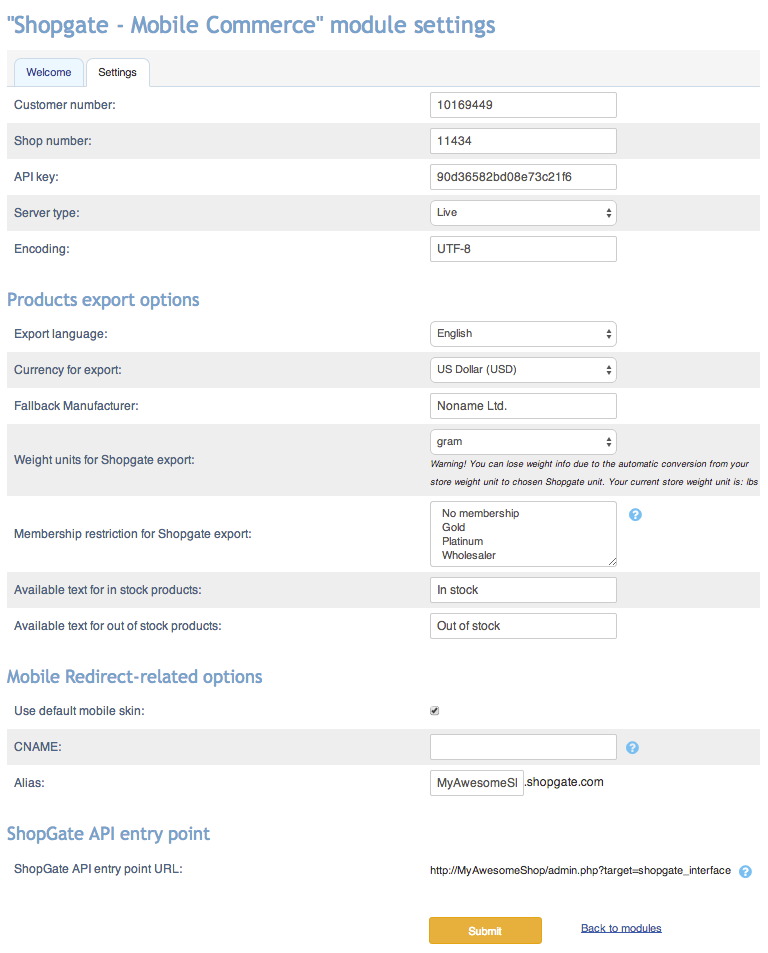 "Shopgate - Mobile Commerce" module settings
Welcome Settings
Customer number: 10169449
Shop number: 11434
API key: 90d36582bd08e73c21f6
Server type: Live
Encoding: UTF-8
Products export options
Export language: English
Currency for export: US Dollar (USD)
Fallback Manufacturer: Noname Ltd.
Weight units for Shopgate export: gram
Warning! You can lose weight info due to the automatic conversion from your
store weight unit to chosen Shopgate unit. Your current store weight unit is: lbs
Membership restriction for Shopgate export:
No membership
Gold
Platinum
Wholesaler
Available text for in stock products: In stock
Available text for out of stock products: Out of stock
Mobile Redirect-related options
Use default mobile skin:
CNAME:
Alias: MyAwesomeSl .shopgate.com
ShopGate API entry point
ShopGate API entry point URL: http://MyAwesomeShop/admin.php?target=shopgate_interface
Submit Back to modules